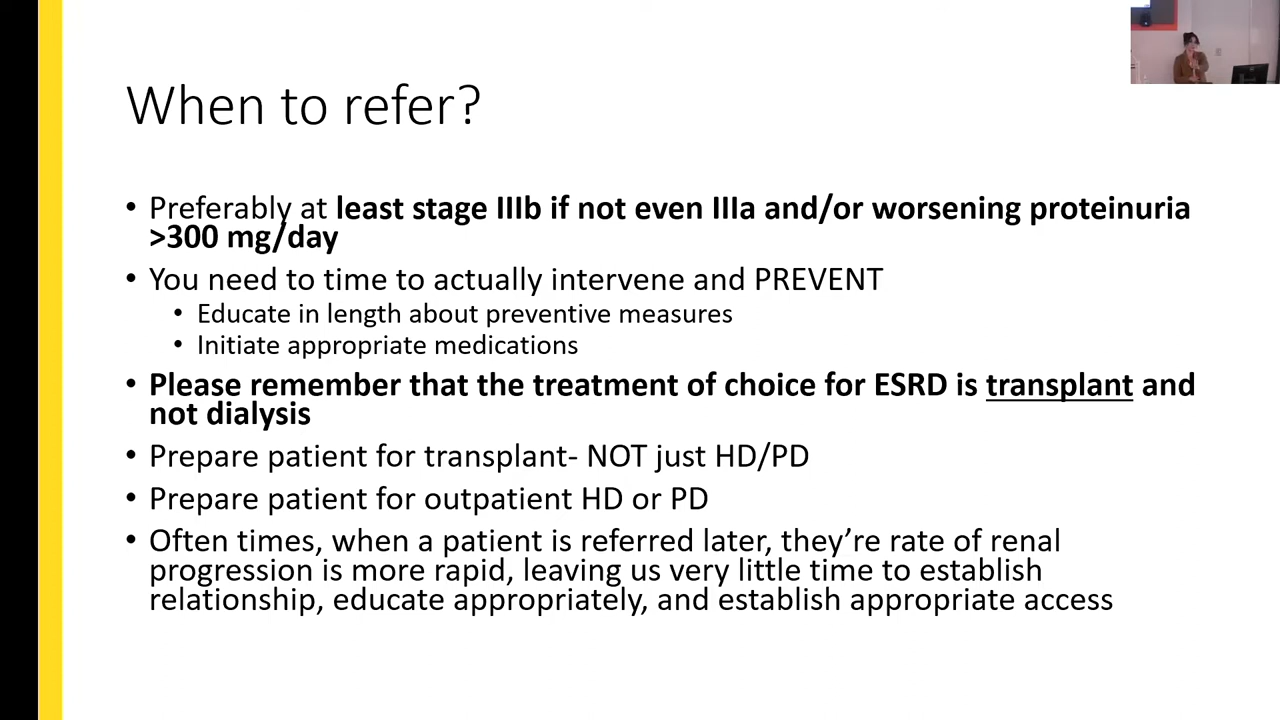 When to refer?
• Preferably at least stage IIIb if not even IIIa and/or worsening proteinuria
>300 mg/day
• You need to time to actually intervene and PREVENT
• Educate in length about preventive measures
• Initiate appropriate medications
• Please remember that the treatment of choice for ESRD is transplant and
not dialysis
• Prepare patient for transplant- NOT just HD/PD
• Prepare patient for outpatient HD or PD
• Often times, when a patient is referred later, they’re rate of renal
progression is more rapid, leaving us very little time to establish
relationship, educate appropriately, and establish appropriate access